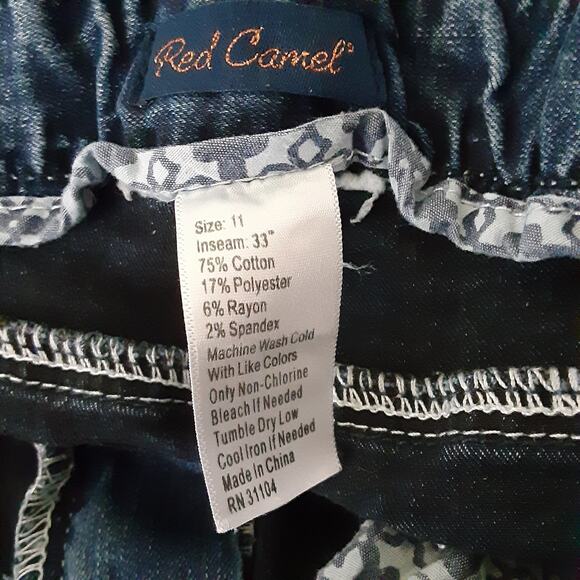 Red Camel®
Size: 11
Inseam: 33"
75% Cotton
17% Polyester
6% Rayon
2% Spandex
Machine Wash Cold
With Like Colors
Only Non-Chlorine
Bleach If Needed
Tumble Dry Low
Cool Iron If Needed
Made In China
RN 31104